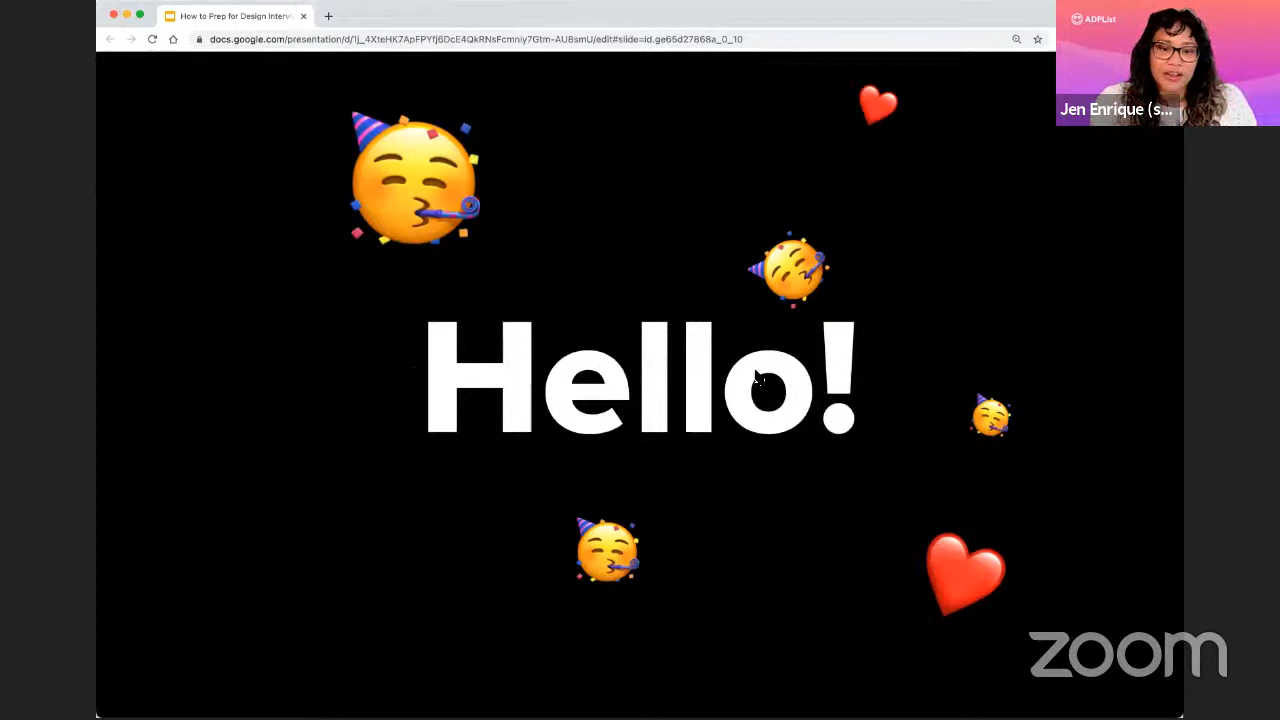 How to Prep for Design Intervi
docs.google.com/presentation/d/1j_4XteHK7ApFPYfJ6DcE4QkRNsFcmniy7Gtm-AU8smU/edit#slide=id.ge65d27868a_0_10
ADPList
Jen Enrique (s...
Hello!
zoom